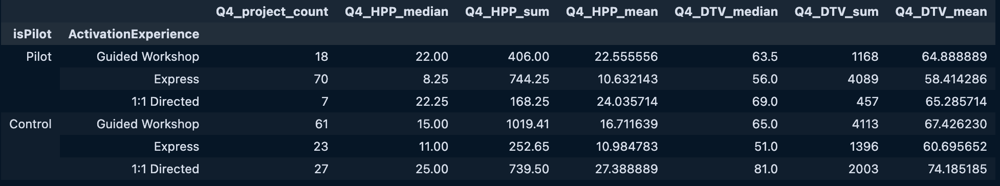 Q4_project_count Q4_HPP_median Q4_HPP_sum Q4_HPP_mean Q4_DTV_median Q4_DTV_sum Q4_DTV_mean
isPilot ActivationExperience
Pilot Guided Workshop 18 22.00 406.00 22.555556 63.5 1168 64.888889
Express 70 8.25 744.25 10.632143 56.0 4089 58.414286
1:1 Directed 7 22.25 168.25 24.035714 69.0 457 65.285714
Control Guided Workshop 61 15.00 1019.41 16.711639 65.0 4113 67.426230
Express 23 11.00 252.65 10.984783 51.0 1396 60.695652
1:1 Directed 27 25.00 739.50 27.388889 81.0 2003 74.185185